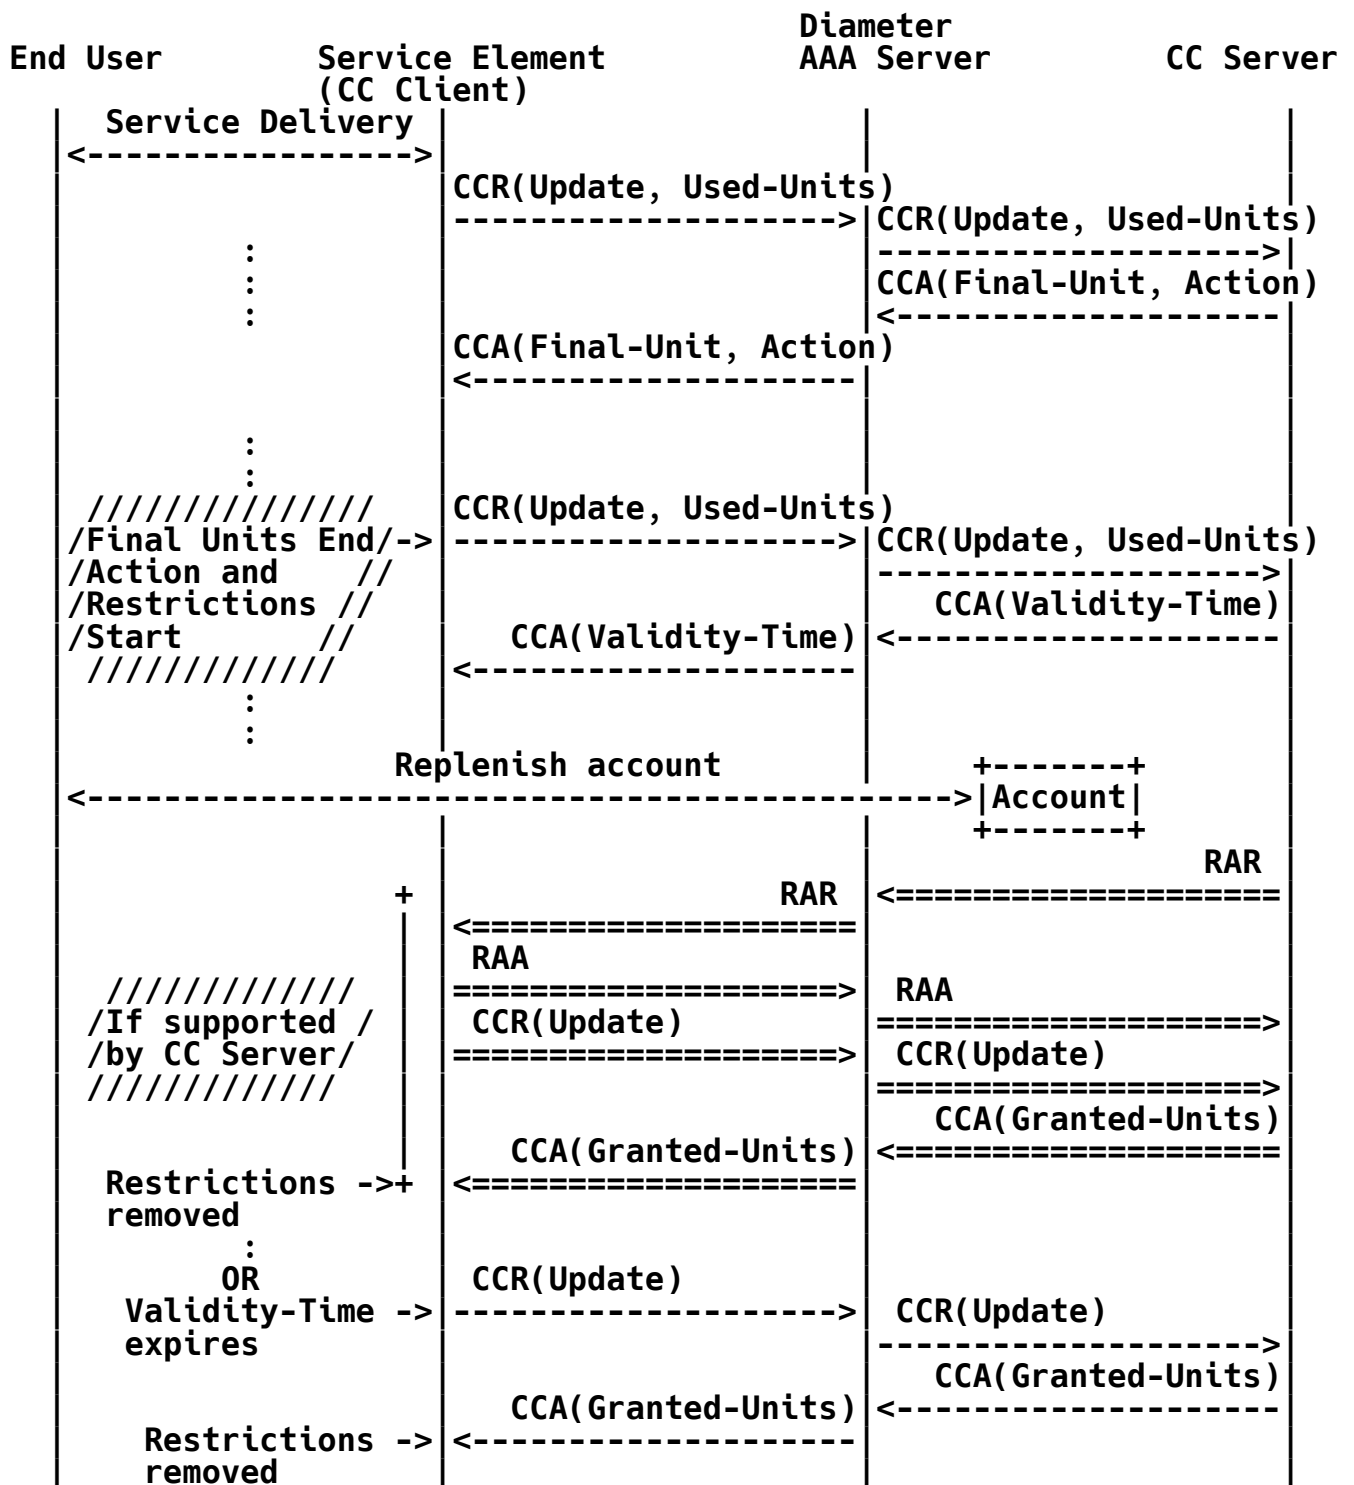 Diameter
End User Service Element AAA Server CC Server
(CC Client)
Service Delivery
CCR(Update, Used-Units)
CCR(Update, Used-Units)
CCA(Final-Unit, Action)
CCA(Final-Unit, Action)
CCR(Update, Used-Units)
/Final Units End/-> CCR(Update, Used-Units)
/Action and //
/Restrictions // CCA(Validity-Time)
/Start // CCA(Validity-Time)
Replenish account
Account
RAR
RAR
RAA
RAA
/If supported / CCR(Update)
/by CC Server/ CCR(Update)
CCA(Granted-Units)
CCA(Granted-Units)
Restrictions ->+
removed
OR CCR(Update)
Validity-Time -> CCR(Update)
expires
CCA(Granted-Units)
CCA(Granted-Units)
Restrictions ->
removed